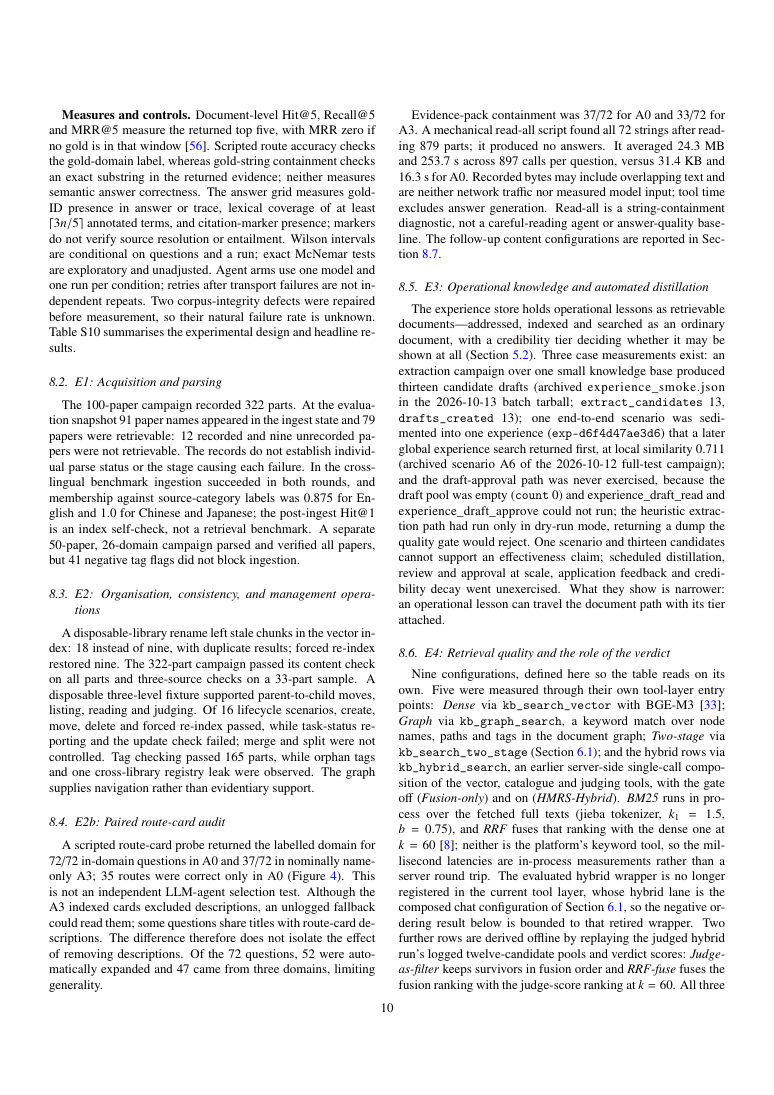 Measures and controls. Document-level Hit@5, Recall@5
and MRR@5 measure the returned top five, with MRR zero if
no gold is in that window [56]. Scripted route accuracy checks
the gold-domain label, whereas gold-string containment checks
an exact substring in the returned evidence; neither measures
semantic answer correctness. The answer grid measures gold-
ID presence in answer or trace, lexical coverage of at least
⌈3n/5⌉ annotated terms, and citation-marker presence; markers
do not verify source resolution or entailment. Wilson intervals
are conditional on questions and a run; exact McNemar tests
are exploratory and unadjusted. Agent arms use one model and
one run per condition; retries after transport failures are not in-
dependent repeats. Two corpus-integrity defects were repaired
before measurement, so their natural failure rate is unknown.
Table S10 summarises the experimental design and headline re-
sults.
8.2. E1: Acquisition and parsing
The 100-paper campaign recorded 322 parts. At the evalua-
tion snapshot 91 paper names appeared in the ingest state and 79
papers were retrievable: 12 recorded and nine unrecorded pa-
pers were not retrievable. The records do not establish individ-
ual parse status or the stage causing each failure. In the cross-
lingual benchmark ingestion succeeded in both rounds, and
membership against source-category labels was 0.875 for En-
glish and 1.0 for Chinese and Japanese; the post-ingest Hit@1
is an index self-check, not a retrieval benchmark. A separate
50-paper, 26-domain campaign parsed and verified all papers,
but 41 negative tag flags did not block ingestion.
8.3. E2: Organisation, consistency, and management opera-
tions
A disposable-library rename left stale chunks in the vector in-
dex: 18 instead of nine, with duplicate results; forced re-index
restored nine. The 322-part campaign passed its content check
on all parts and three-source checks on a 33-part sample. A
disposable three-level fixture supported parent-to-child moves,
listing, reading and judging. Of 16 lifecycle scenarios, create,
move, delete and forced re-index passed, while task-status re-
porting and the update check failed; merge and split were not
controlled. Tag checking passed 165 parts, while orphan tags
and one cross-library registry leak were observed. The graph
supplies navigation rather than evidentiary support.
8.4. E2b: Paired route-card audit
A scripted route-card probe returned the labelled domain for
72/72 in-domain questions in A0 and 37/72 in nominally name-
only A3; 35 routes were correct only in A0 (Figure 4). This
is not an independent LLM-agent selection test. Although the
A3 indexed cards excluded descriptions, an unlogged fallback
could read them; some questions share titles with route-card de-
scriptions. The difference therefore does not isolate the effect
of removing descriptions. Of the 72 questions, 52 were auto-
matically expanded and 47 came from three domains, limiting
generality.
Evidence-pack containment was 37/72 for A0 and 33/72 for
A3. A mechanical read-all script found all 72 strings after read-
ing 879 parts; it produced no answers. It averaged 24.3 MB
and 253.7 s across 897 calls per question, versus 31.4 KB and
16.3 s for A0. Recorded bytes may include overlapping text and
are neither network traffic nor measured model input; tool time
excludes answer generation. Read-all is a string-containment
diagnostic, not a careful-reading agent or answer-quality base-
line. The follow-up content configurations are reported in Sec-
tion 8.7.
8.5. E3: Operational knowledge and automated distillation
The experience store holds operational lessons as retrievable
documents—addressed, indexed and searched as an ordinary
document, with a credibility tier deciding whether it may be
shown at all (Section 5.2). Three case measurements exist: an
extraction campaign over one small knowledge base produced
thirteen candidate drafts (archived experience_smoke.json
in the 2026-10-13 batch tarball; extract_candidates 13,
drafts_created 13); one end-to-end scenario was sedi-
mented into one experience (exp-d6f4d47ae3d6) that a later
global experience search returned first, at local similarity 0.711
(archived scenario A6 of the 2026-10-12 full-test campaign);
and the draft-approval path was never exercised, because the
draft pool was empty (count 0) and experience_draft_read and
experience_draft_approve could not run; the heuristic extrac-
tion path had run only in dry-run mode, returning a dump the
quality gate would reject. One scenario and thirteen candidates
cannot support an effectiveness claim; scheduled distillation,
review and approval at scale, application feedback and credi-
bility decay went unexercised. What they show is narrower:
an operational lesson can travel the document path with its tier
attached.
8.6. E4: Retrieval quality and the role of the verdict
Nine configurations, defined here so the table reads on its
own. Five were measured through their own tool-layer entry
points: Dense via kb_search_vector with BGE-M3 [33];
Graph via kb_graph_search, a keyword match over node
names, paths and tags in the document graph; Two-stage via
kb_search_two_stage (Section 6.1); and the hybrid rows via
kb_hybrid_search, an earlier server-side single-call compo-
sition of the vector, catalogue and judging tools, with the gate
off (Fusion-only) and on (HMRS-Hybrid). BM25 runs in pro-
cess over the fetched full texts (jieba tokenizer, k₁ = 1.5,
b = 0.75), and RRF fuses that ranking with the dense one at
k = 60 [8]; neither is the platform's keyword tool, so the mil-
lisecond latencies are in-process measurements rather than a
server round trip. The evaluated hybrid wrapper is no longer
registered in the current tool layer, whose hybrid lane is the
composed chat configuration of Section 6.1, so the negative or-
dering result below is bounded to that retired wrapper. Two
further rows are derived offline by replaying the judged hybrid
run's logged twelve-candidate pools and verdict scores: Judge-
as-filter keeps survivors in fusion order and RRF-fuse fuses the
fusion ranking with the judge-score ranking at k = 60. All three
10